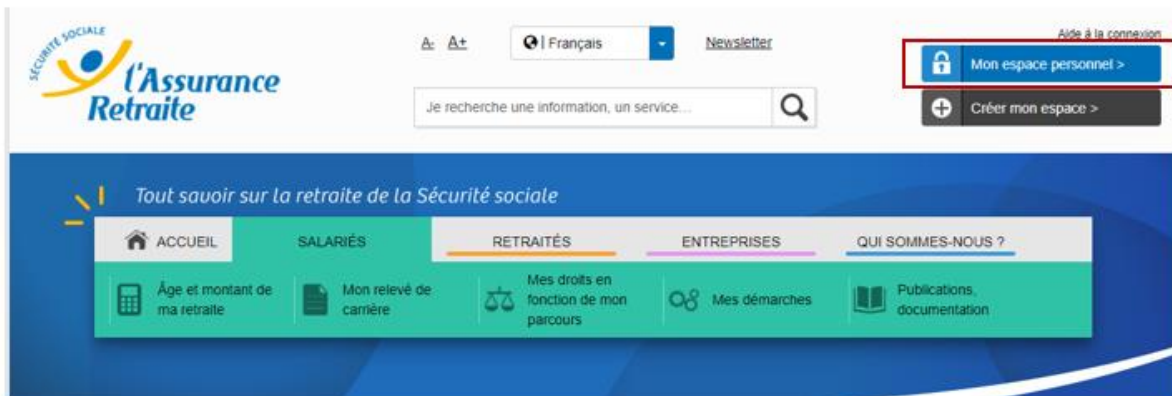 SÉCURITÉ SOCIALE
l'Assurance
Retraite
A- A+
Français
Newsletter
Aide à la connexion
Mon espace personnel >
Je recherche une information, un service...
Créer mon espace >
Tout savoir sur la retraite de la Sécurité sociale
ACCUEIL
SALARIÉS
RETRAITÉS
ENTREPRISES
QUI SOMMES-NOUS ?
Âge et montant de
ma retraite
Mon relevé de
carrière
Mes droits en
fonction de mon
parcours
Mes démarches
Publications,
documentation